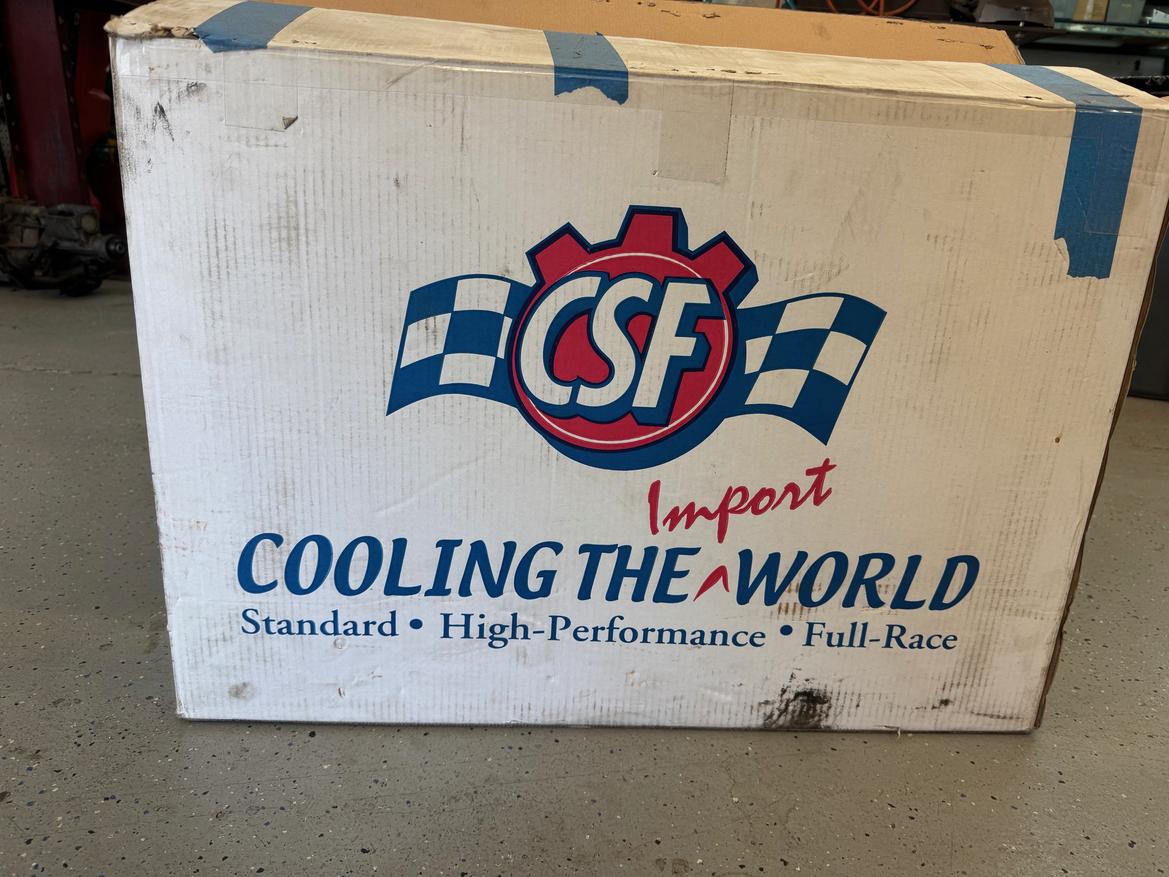 CSF
Import
COOLING THE ^ WORLD
Standard • High-Performance • Full-Race